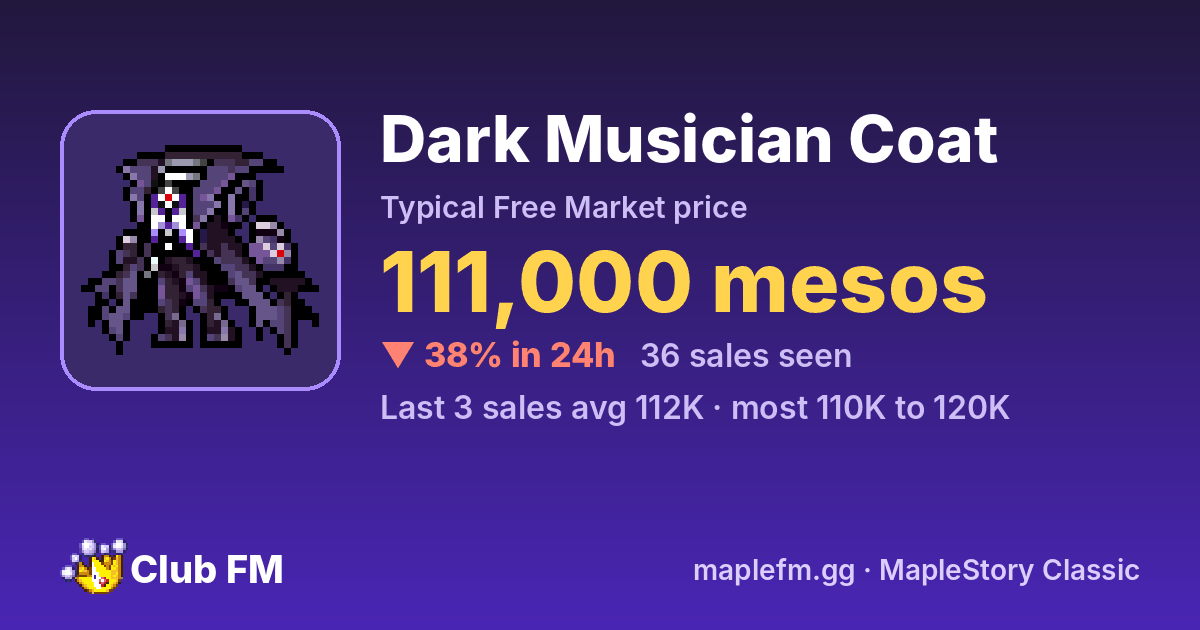 Dark Musician Coat
Typical Free Market price
111,000 mesos
▼ 38% in 24h 36 sales seen
Last 3 sales avg 112K · most 110K to 120K
Club FM
maplefm.gg · MapleStory Classic